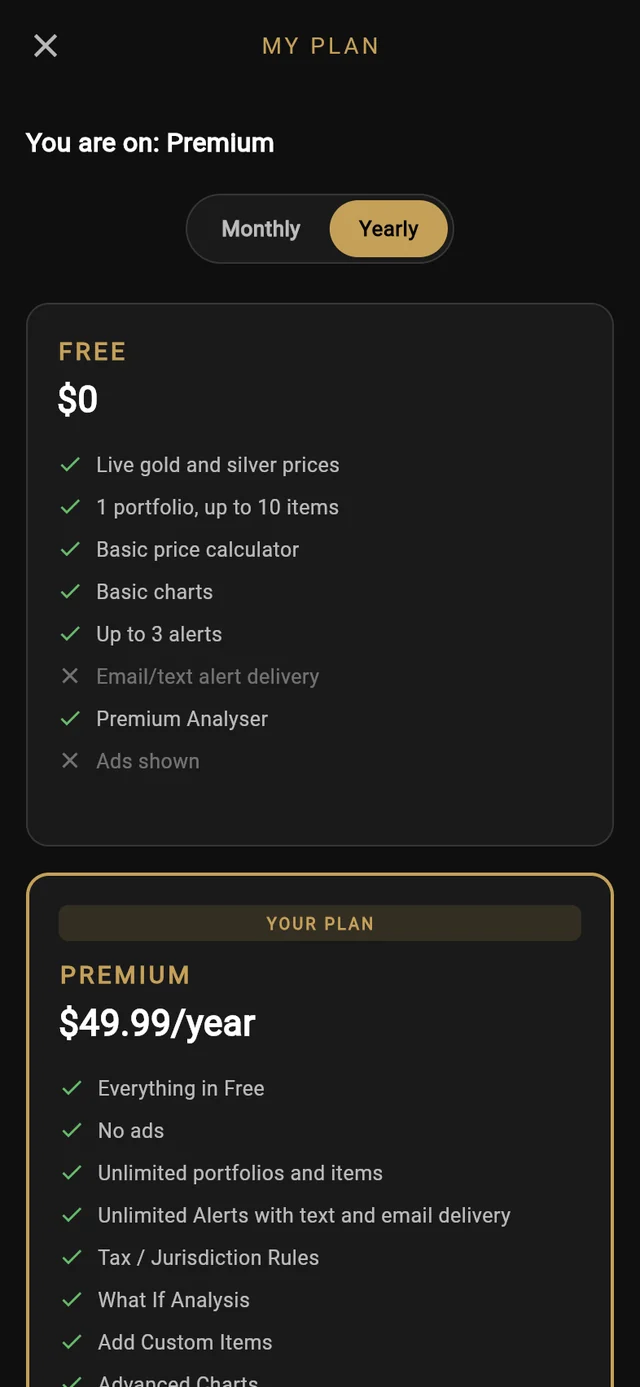 MY PLAN
You are on: Premium
Monthly
Yearly
FREE
$0
Live gold and silver prices
1 portfolio, up to 10 items
Basic price calculator
Basic charts
Up to 3 alerts
Email/text alert delivery
Premium Analyser
Ads shown
YOUR PLAN
PREMIUM
$49.99/year
Everything in Free
No ads
Unlimited portfolios and items
Unlimited Alerts with text and email delivery
Tax / Jurisdiction Rules
What If Analysis
Add Custom Items
Advanced Charts